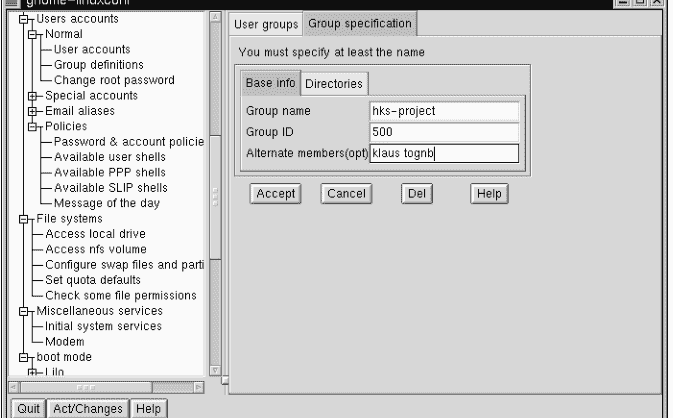 gnome-linuxconf
Users accounts
Normal
User accounts
Group definitions
Change root password
Special accounts
Email aliases
Policies
Password & account policie
Available user shells
Available PPP shells
Available SLIP shells
Message of the day
File systems
Access local drive
Access nfs volume
Configure swap files and parti
Set quota defaults
Check some file permissions
Miscellaneous services
Initial system services
Modem
boot mode
Lilo
User groups Group specification
You must specify at least the name
Base info Directories
Group name hks-project
Group ID 500
Alternate members(opt) klaus tognb
Accept Cancel Del Help
Quit Act/Changes Help